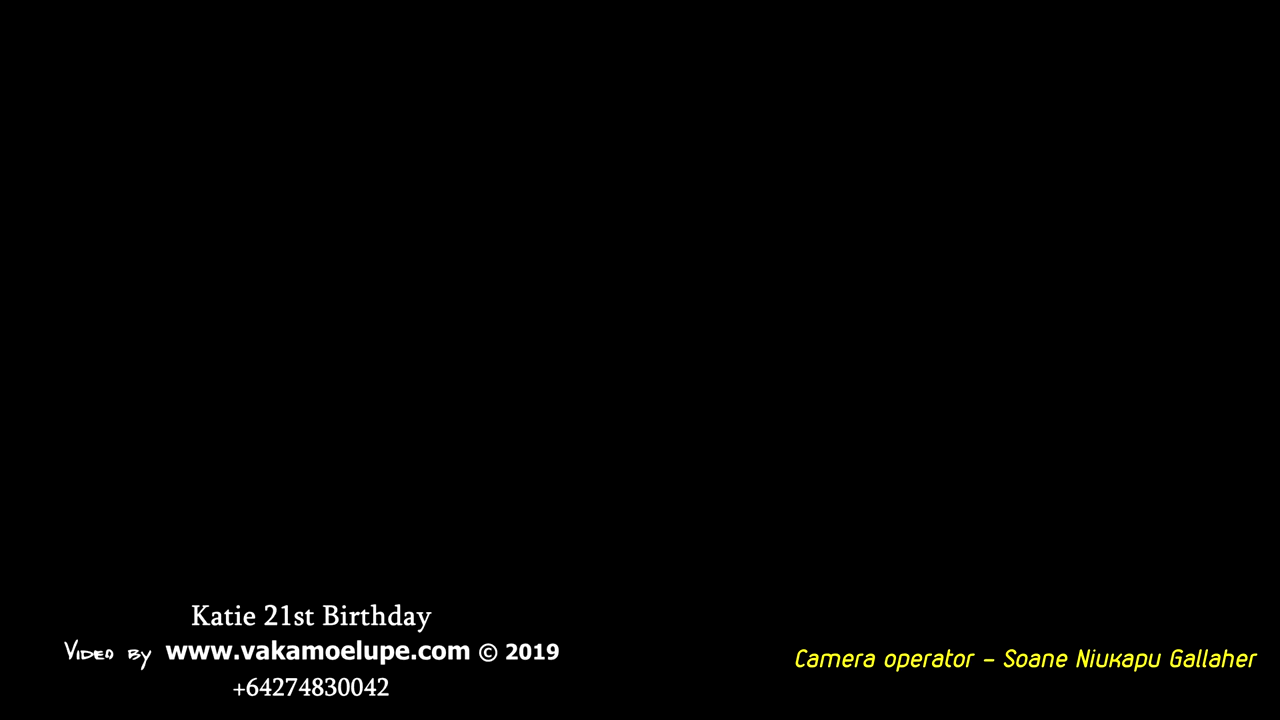 Katie 21st Birthday
Video by www.vakamoelupe.com © 2019
+64274830042
Camera operator - Soane Niukapu Gallaher